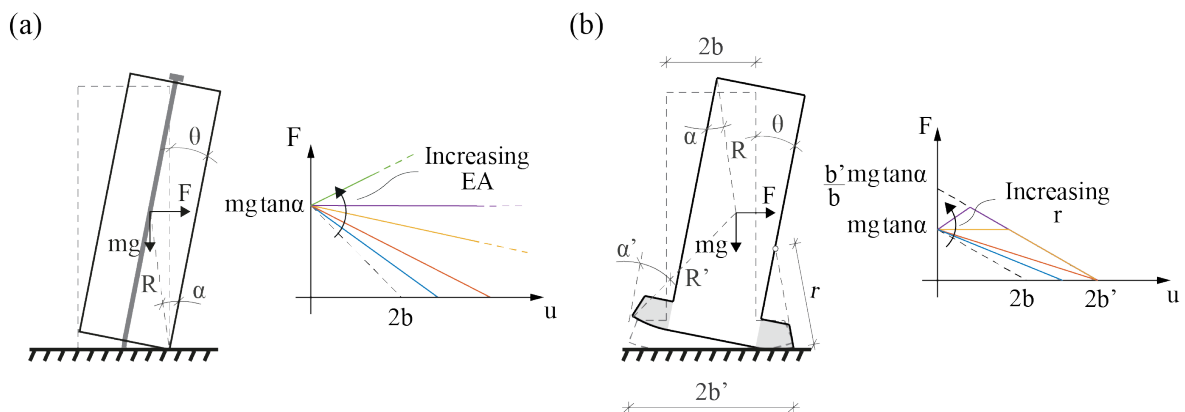 (a)
θ
F
mg
R
α
F
mg tanα
Increasing
EA
2b
u
(b)
2b
α
θ
R
F
mg
α’
R’
r
2b’
F
b’
b
mg tanα
mg tanα
Increasing
r
2b
2b’
u